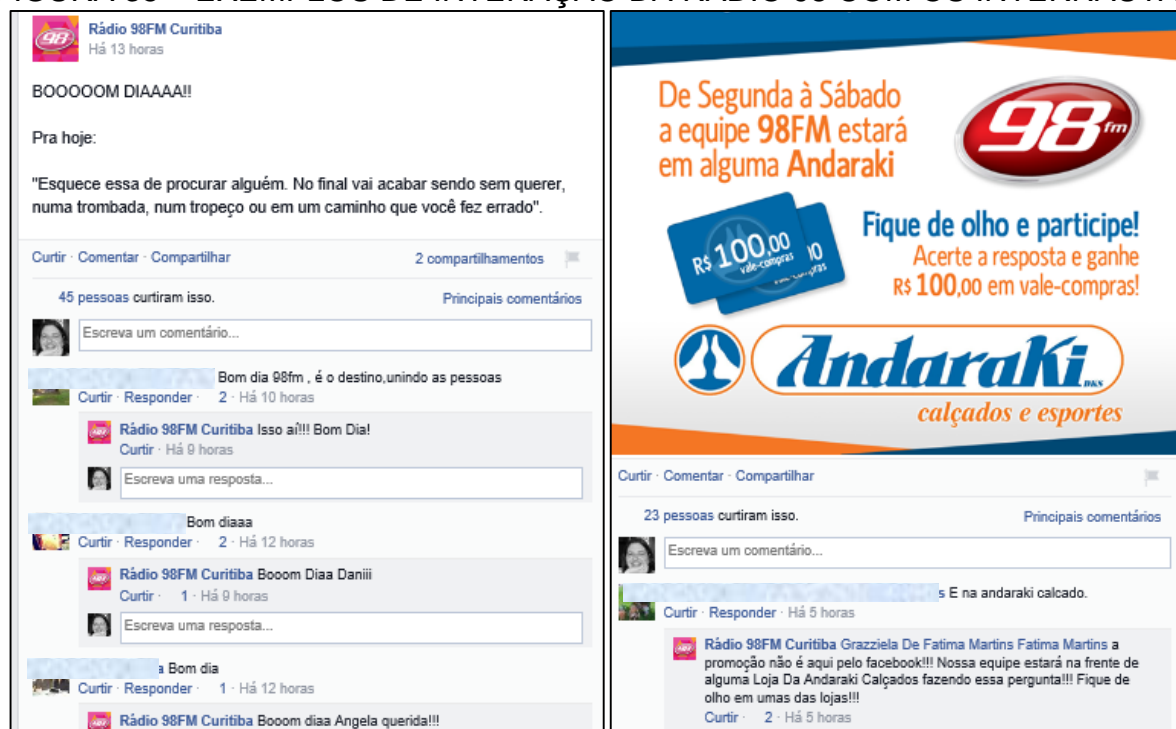 Rádio 98FM Curitiba
Há 13 horas
BOOOOOM DIAAAA!!
Pra hoje:
"Esquece essa de procurar alguém. No final vai acabar sendo sem querer,
numa trombada, num tropeço ou em um caminho que você fez errado".
Curtir · Comentar · Compartilhar
2 compartilhamentos
45 pessoas curtiram isso.
Principais comentários
Escreva um comentário...
Bom dia 98fm , é o destino,unindo as pessoas
Curtir · Responder · 2 · Há 10 horas
Rádio 98FM Curitiba Isso aí!!! Bom Dia!
Curtir · Há 9 horas
Escreva uma resposta...
Bom diaaa
Curtir · Responder · 2 · Há 12 horas
Rádio 98FM Curitiba Booom Diaa Daniii
Curtir · 1 · Há 9 horas
Escreva uma resposta...
a Bom dia
Curtir · Responder · 1 · Há 12 horas
Rádio 98FM Curitiba Booom diaa Angela querida!!!
De Segunda à Sábado
a equipe 98FM estará
em alguma Andaraki
98 fm
R$ 100,00
vale-compras
Fique de olho e participe!
Acerte a resposta e ganhe
R$ 100,00 em vale-compras!
AndaraKi
calçados e esportes
Curtir · Comentar · Compartilhar
23 pessoas curtiram isso.
Principais comentários
Escreva um comentário...
s E na andaraki calcado.
Curtir · Responder · Há 5 horas
Rádio 98FM Curitiba Grazziela De Fatima Martins Fatima Martins a
promoção não é aqui pelo facebook!!! Nossa equipe estará na frente de
alguma Loja Da Andaraki Calçados fazendo essa pergunta!!! Fique de
olho em umas das lojas!!!
Curtir · 2 · Há 5 horas